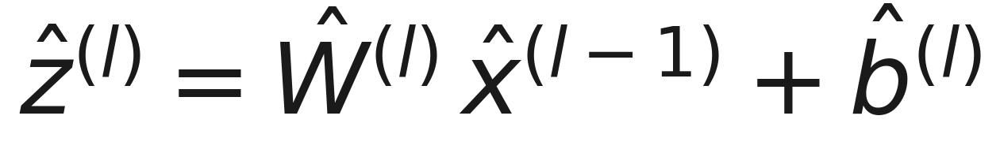 ẑ⁽ˡ⁾ = Ŵ⁽ˡ⁾ x̂⁽ˡ⁻¹⁾ + b̂⁽ˡ⁾